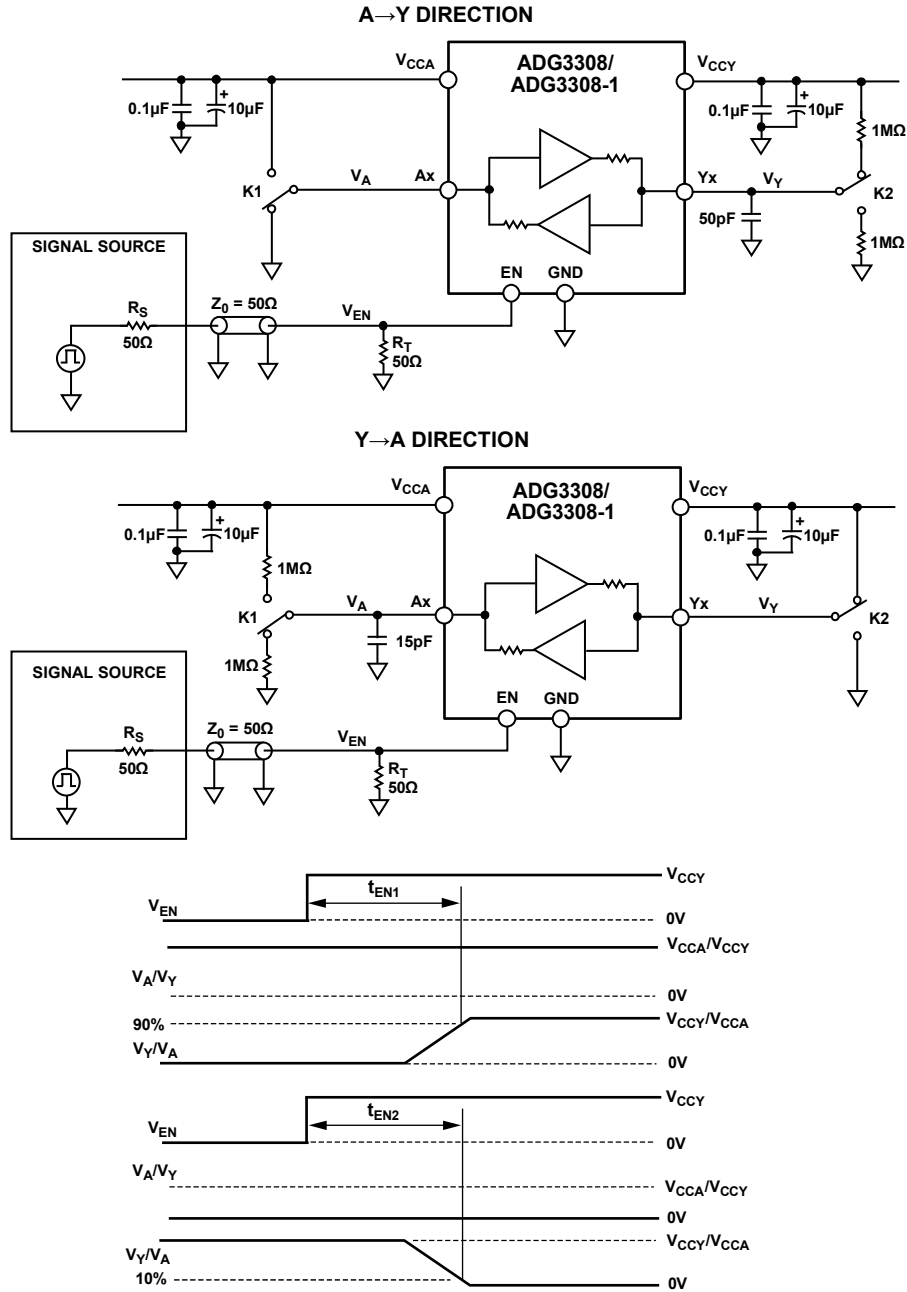 A→Y DIRECTION
VCCA
ADG3308/
ADG3308-1
VCCY
0.1µF
+
10µF
0.1µF
+
10µF
1MΩ
K1
VA
Ax
Yx
VY
K2
50pF
1MΩ
SIGNAL SOURCE
EN
GND
RS
50Ω
Z0 = 50Ω
VEN
RT
50Ω
Y→A DIRECTION
VCCA
ADG3308/
ADG3308-1
VCCY
0.1µF
+
10µF
0.1µF
+
10µF
1MΩ
K1
VA
Ax
Yx
VY
K2
15pF
1MΩ
SIGNAL SOURCE
EN
GND
RS
50Ω
Z0 = 50Ω
VEN
RT
50Ω
VCCY
tEN1
VEN
0V
VCCA/VCCY
VA/VY
0V
90%
VCCY/VCCA
VY/VA
0V
VCCY
tEN2
VEN
0V
VA/VY
VCCA/VCCY
0V
VCCY/VCCA
VY/VA
10%
0V